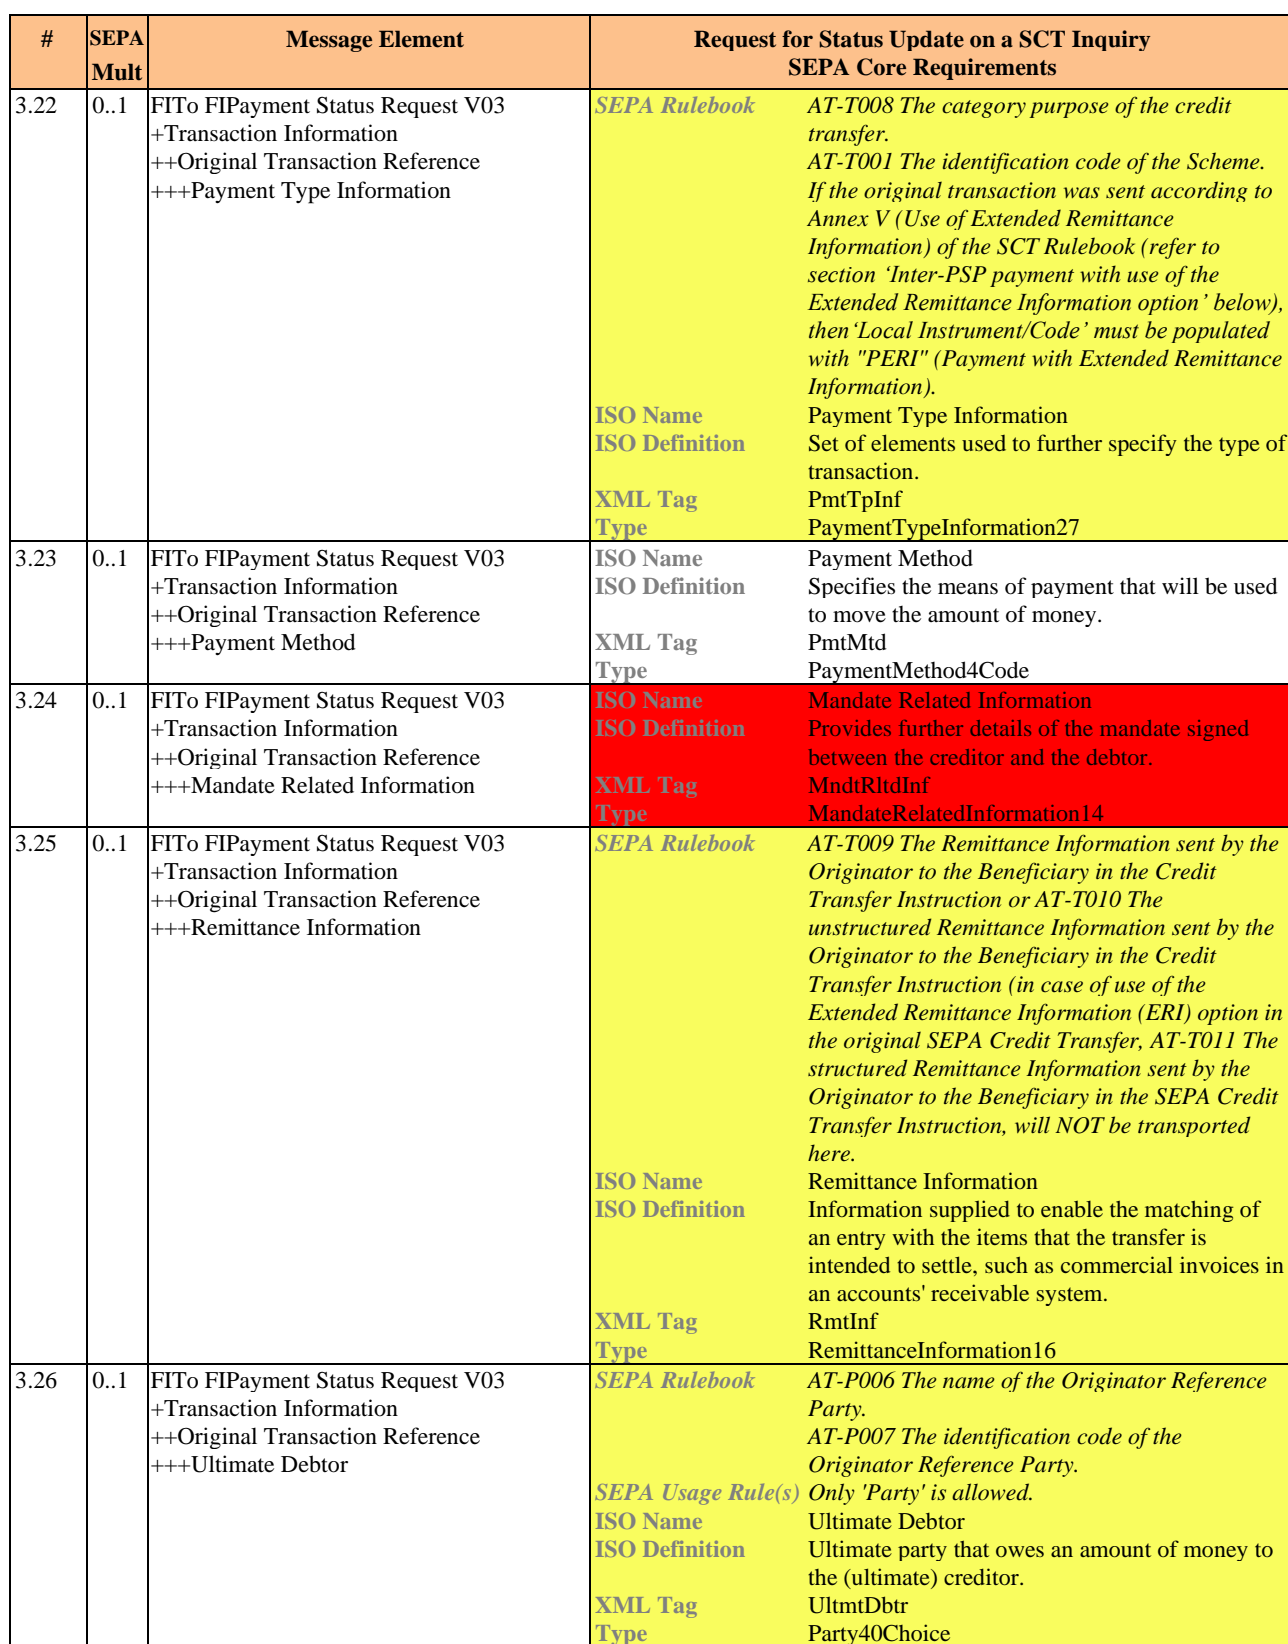 # SEPA Mult Message Element Request for Status Update on a SCT Inquiry
SEPA Core Requirements
3.22 0..1 FITo FIPayment Status Request V03 SEPA Rulebook AT-T008 The category purpose of the credit
+Transaction Information transfer.
++Original Transaction Reference AT-T001 The identification code of the Scheme.
+++Payment Type Information If the original transaction was sent according to
Annex V (Use of Extended Remittance
Information) of the SCT Rulebook (refer to
section ‘Inter-PSP payment with use of the
Extended Remittance Information option’ below),
then‘Local Instrument/Code’ must be populated
with "PERI" (Payment with Extended Remittance
Information).
ISO Name Payment Type Information
ISO Definition Set of elements used to further specify the type of
transaction.
XML Tag PmtTpInf
Type PaymentTypeInformation27
3.23 0..1 FITo FIPayment Status Request V03 ISO Name Payment Method
+Transaction Information ISO Definition Specifies the means of payment that will be used
++Original Transaction Reference to move the amount of money.
+++Payment Method XML Tag PmtMtd
Type PaymentMethod4Code
3.24 0..1 FITo FIPayment Status Request V03 ISO Name Mandate Related Information
+Transaction Information ISO Definition Provides further details of the mandate signed
++Original Transaction Reference between the creditor and the debtor.
+++Mandate Related Information XML Tag MndtRltdInf
Type MandateRelatedInformation14
3.25 0..1 FITo FIPayment Status Request V03 SEPA Rulebook AT-T009 The Remittance Information sent by the
+Transaction Information Originator to the Beneficiary in the Credit
++Original Transaction Reference Transfer Instruction or AT-T010 The
+++Remittance Information unstructured Remittance Information sent by the
Originator to the Beneficiary in the Credit
Transfer Instruction (in case of use of the
Extended Remittance Information (ERI) option in
the original SEPA Credit Transfer, AT-T011 The
structured Remittance Information sent by the
Originator to the Beneficiary in the SEPA Credit
Transfer Instruction, will NOT be transported
here.
ISO Name Remittance Information
ISO Definition Information supplied to enable the matching of
an entry with the items that the transfer is
intended to settle, such as commercial invoices in
an accounts' receivable system.
XML Tag RmtInf
Type RemittanceInformation16
3.26 0..1 FITo FIPayment Status Request V03 SEPA Rulebook AT-P006 The name of the Originator Reference
+Transaction Information Party.
++Original Transaction Reference AT-P007 The identification code of the
+++Ultimate Debtor Originator Reference Party.
SEPA Usage Rule(s) Only 'Party' is allowed.
ISO Name Ultimate Debtor
ISO Definition Ultimate party that owes an amount of money to
the (ultimate) creditor.
XML Tag UltmtDbtr
Type Party40Choice